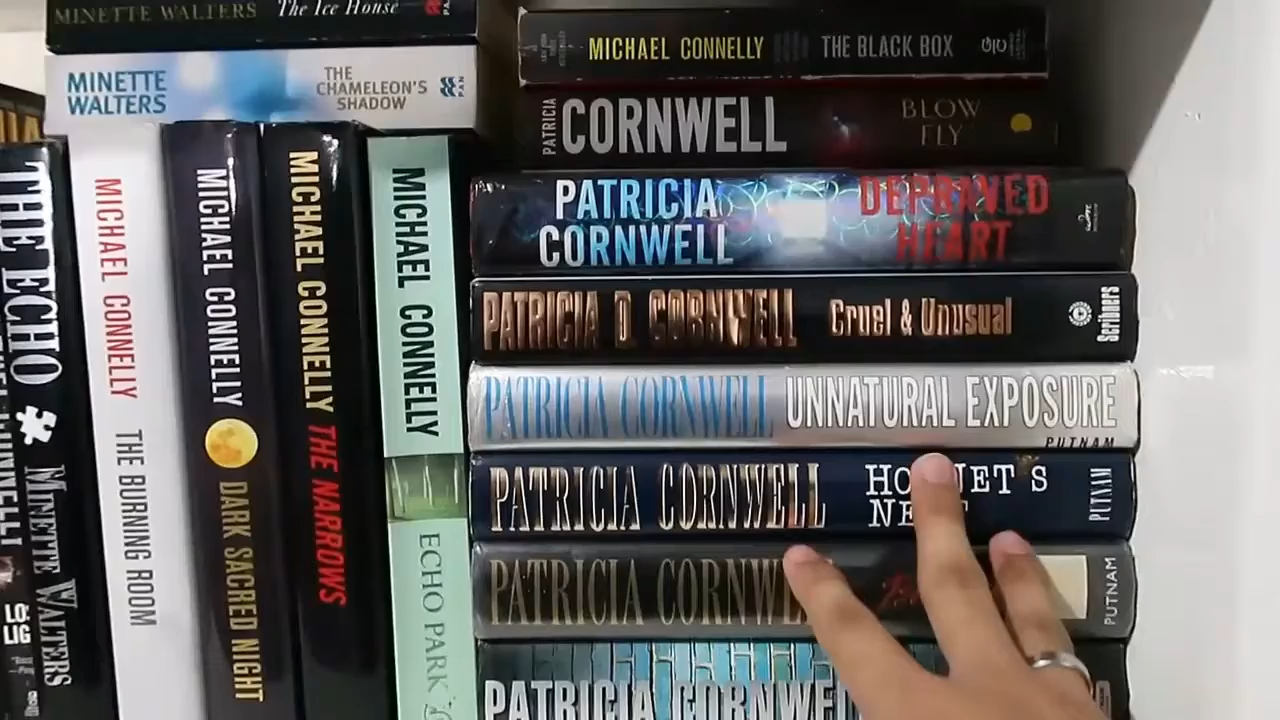 MINETTE WALTERS The Ice House
MINETTE WALTERS THE CHAMELEON'S SHADOW PAN
THE ECHO MINETTE WALTERS
MICHAEL CONNELLY THE BURNING ROOM
MICHAEL CONNELLY DARK SACRED NIGHT
MICHAEL CONNELLY THE NARROWS
MICHAEL CONNELLY ECHO PARK
MICHAEL CONNELLY THE BLACK BOX
PATRICIA CORNWELL BLOW FLY
PATRICIA CORNWELL DEPRAVED HEART
PATRICIA D. CORNWELL Cruel & Unusual Scribners
PATRICIA CORNWELL UNNATURAL EXPOSURE PUTNAM
PATRICIA CORNWELL PUTNAM
PATRICIA PUTNAM
PATRICIA